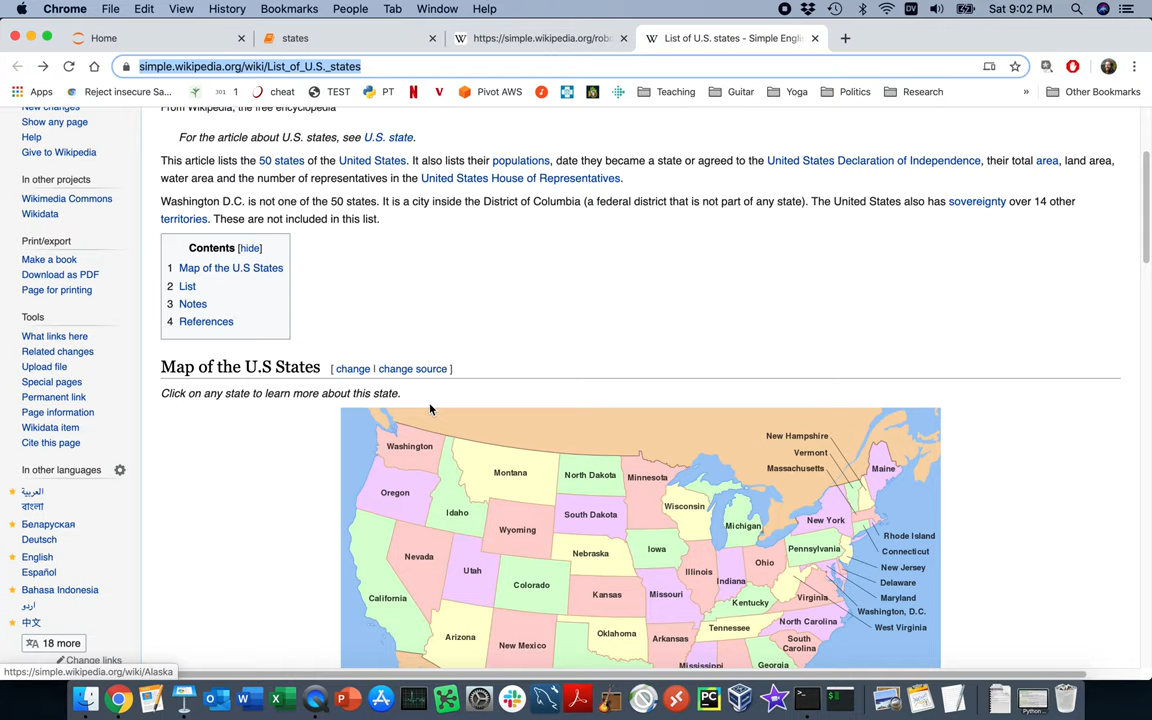 Chrome File Edit View History Bookmarks People Tab Window Help Sat 9:02 PM
Home states https://simple.wikipedia.org/rob List of U.S. states - Simple Engli
simple.wikipedia.org/wiki/List_of_U.S._states
Apps Reject insecure Sa... 301 1 cheat TEST PT Pivot AWS Teaching Guitar Yoga Politics Research » Other Bookmarks
New changes
Show any page
Help
Give to Wikipedia
In other projects
Wikimedia Commons
Wikidata
Print/export
Make a book
Download as PDF
Page for printing
Tools
What links here
Related changes
Upload file
Special pages
Permanent link
Page information
Wikidata item
Cite this page
In other languages
العربية
বাংলা
Беларуская
Deutsch
English
Español
Bahasa Indonesia
اردو
中文
18 more
Change links
https://simple.wikipedia.org/wiki/Alaska
From Wikipedia, the free encyclopedia
For the article about U.S. states, see U.S. state.
This article lists the 50 states of the United States. It also lists their populations, date they became a state or agreed to the United States Declaration of Independence, their total area, land area,
water area and the number of representatives in the United States House of Representatives.
Washington D.C. is not one of the 50 states. It is a city inside the District of Columbia (a federal district that is not part of any state). The United States also has sovereignty over 14 other
territories. These are not included in this list.
Contents [hide]
1 Map of the U.S States
2 List
3 Notes
4 References
Map of the U.S States [ change | change source ]
Click on any state to learn more about this state.
Washington
Montana
North Dakota
Minnesota
New Hampshire
Vermont
Massachusetts
Maine
Oregon
Idaho
South Dakota
Wisconsin
Michigan
New York
Wyoming
Rhode Island
Connecticut
Nevada
Utah
Nebraska
Iowa
Pennsylvania
New Jersey
Colorado
Illinois
Indiana
Ohio
Delaware
California
Kansas
Missouri
Kentucky
Virginia
Maryland
Washington, D.C.
West Virginia
Arizona
New Mexico
Oklahoma
Arkansas
Tennessee
North Carolina
South
Carolina
Mississippi
Georgia